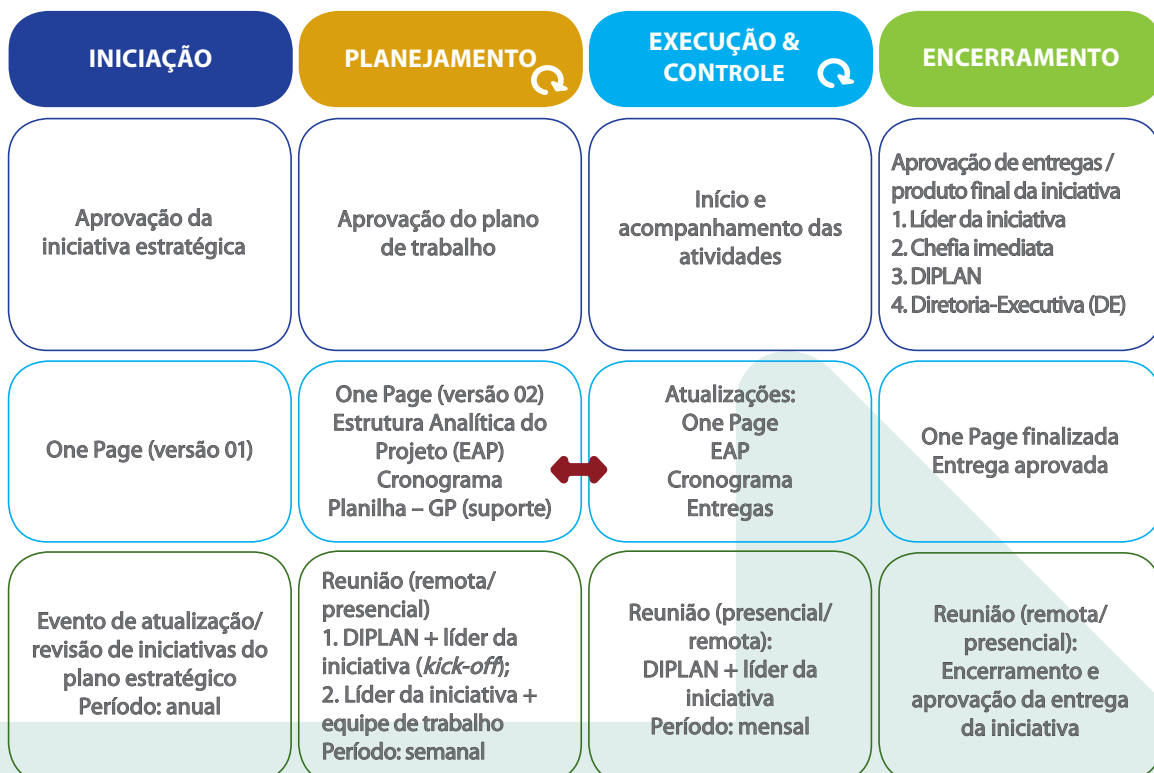 INICIAÇÃO
PLANEJAMENTO
EXECUÇÃO &
CONTROLE
ENCERRAMENTO
Aprovação da
iniciativa estratégica
Aprovação do plano
de trabalho
Início e
acompanhamento das
atividades
Aprovação de entregas /
produto final da iniciativa
1. Líder da iniciativa
2. Chefia imediata
3. DIPLAN
4. Diretoria-Executiva (DE)
One Page (versão 01)
One Page (versão 02)
Estrutura Analítica do
Projeto (EAP)
Cronograma
Planilha – GP (suporte)
Atualizações:
One Page
EAP
Cronograma
Entregas
One Page finalizada
Entrega aprovada
Evento de atualização/
revisão de iniciativas do
plano estratégico
Período: anual
Reunião (remota/
presencial)
1. DIPLAN + líder da
iniciativa (kick-off);
2. Líder da iniciativa +
equipe de trabalho
Período: semanal
Reunião (presencial/
remota):
DIPLAN + líder da
iniciativa
Período: mensal
Reunião (remota/
presencial):
Encerramento e
aprovação da entrega
da iniciativa